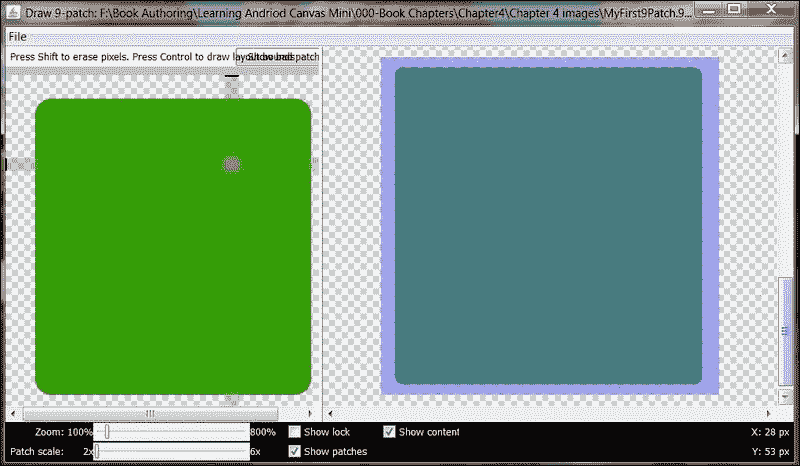 Draw 9-patch: F:\Book Authoring\Learning Andriod Canvas Mini\000-Book Chapters\Chapter4\Chapter 4 images\MyFirst9Patch.9...
File
Press Shift to erase pixels. Press Control to draw layout bounds
Show bad patch
Zoom: 100% 800% Show lock Show content X: 28 px
Patch scale: 2x 6x Show patches Y: 53 px